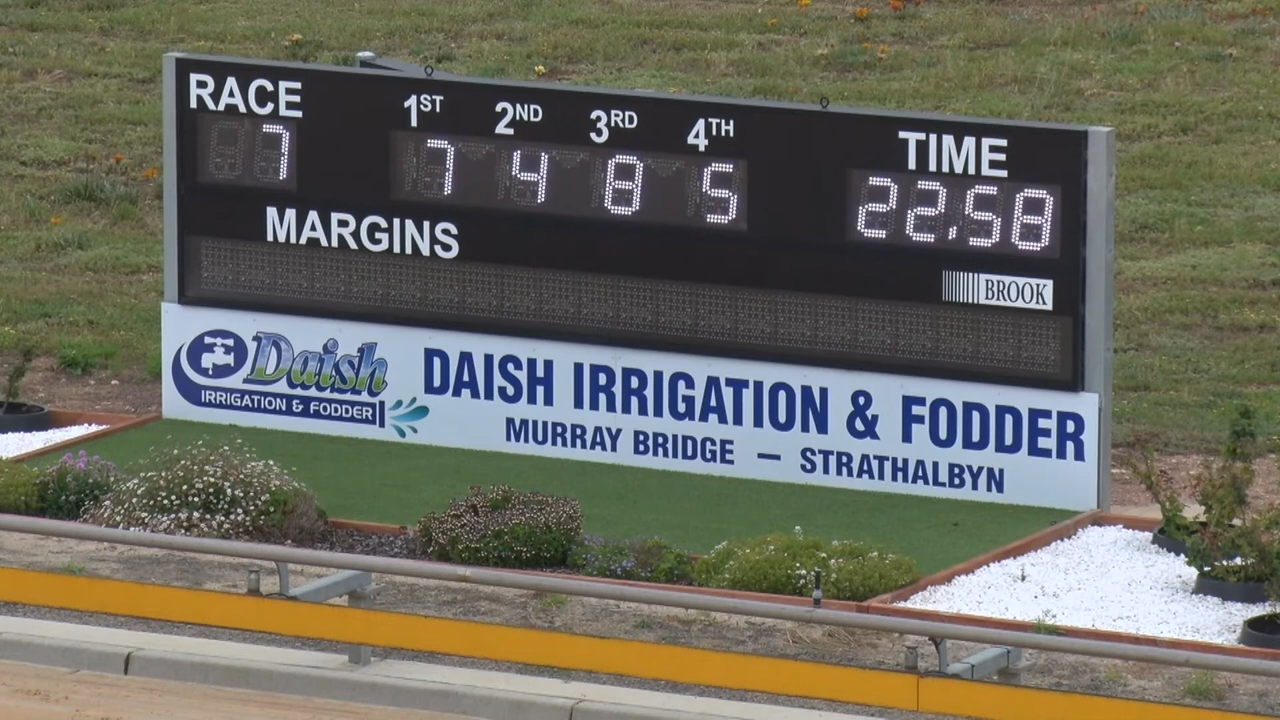 RACE 1ST 2ND 3RD 4TH TIME
7 7 4 8 5 22.58
MARGINS
BROOK
Daish
IRRIGATION & FODDER
DAISH IRRIGATION & FODDER
MURRAY BRIDGE — STRATHALBYN